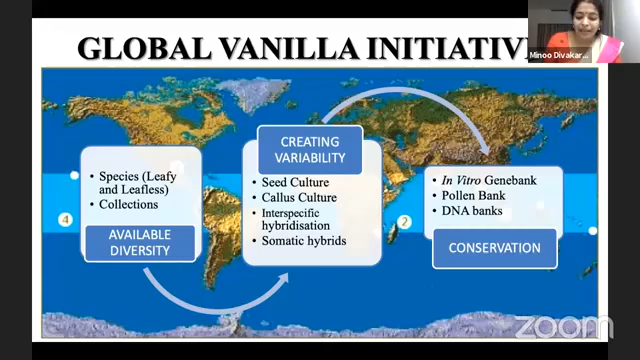 GLOBAL VANILLA INITIATIV
Minoo Divakar...
• Species (Leafy
and Leafless)
• Collections
AVAILABLE
DIVERSITY
CREATING
VARIABILITY
• Seed Culture
• Callus Culture
• Interspecific
hybridisation
• Somatic hybrids
• In Vitro Genebank
• Pollen Bank
• DNA banks
CONSERVATION
4
2
zoom